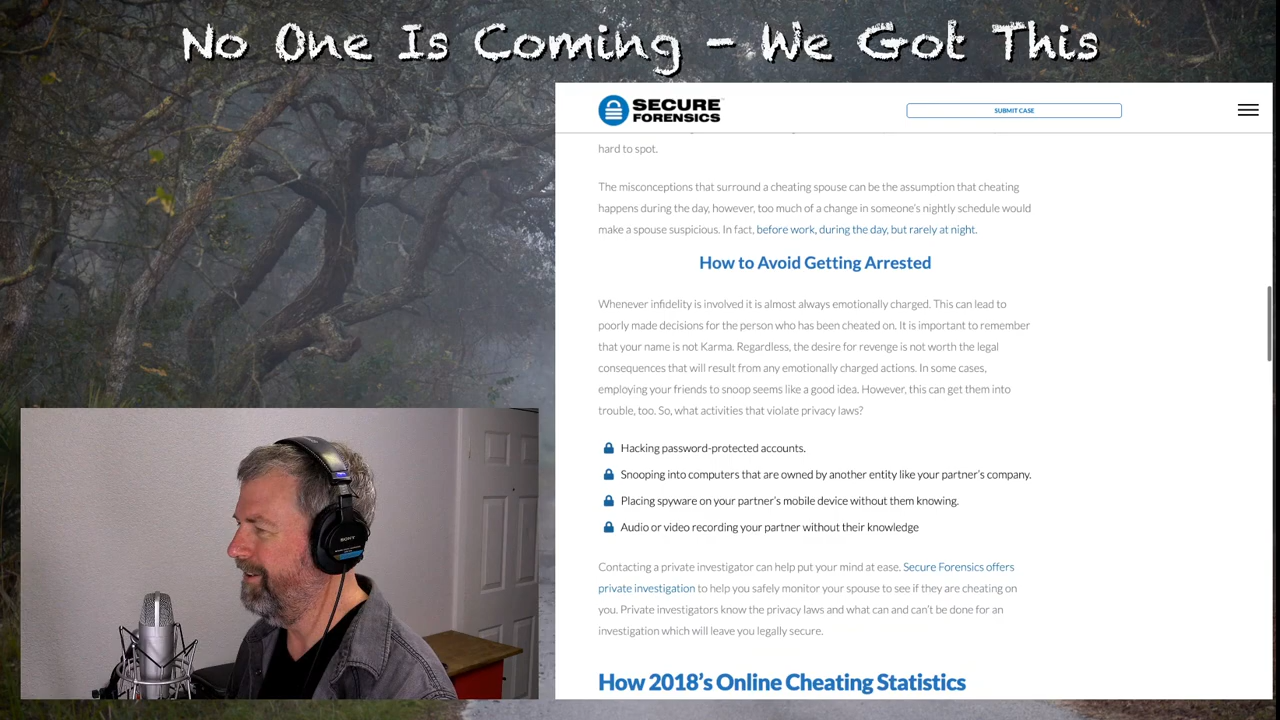 No One Is Coming - We Got This
SECURE
FORENSICS
SUBMIT CASE
hard to spot.
The misconceptions that surround a cheating spouse can be the assumption that cheating
happens during the day, however, too much of a change in someone's nightly schedule would
make a spouse suspicious. In fact, before work, during the day, but rarely at night.
How to Avoid Getting Arrested
Whenever infidelity is involved it is almost always emotionally charged. This can lead to
poorly made decisions for the person who has been cheated on. It is important to remember
that your name is not Karma. Regardless, the desire for revenge is not worth the legal
consequences that will result from any emotionally charged actions. In some cases,
employing your friends to snoop seems like a good idea. However, this can get them into
trouble, too. So, what activities that violate privacy laws?
Hacking password-protected accounts.
Snooping into computers that are owned by another entity like your partner's company.
Placing spyware on your partner's mobile device without them knowing.
Audio or video recording your partner without their knowledge
Contacting a private investigator can help put your mind at ease. Secure Forensics offers
private investigation to help you safely monitor your spouse to see if they are cheating on
you. Private investigators know the privacy laws and what can and can't be done for an
investigation which will leave you legally secure.
How 2018's Online Cheating Statistics
SONY